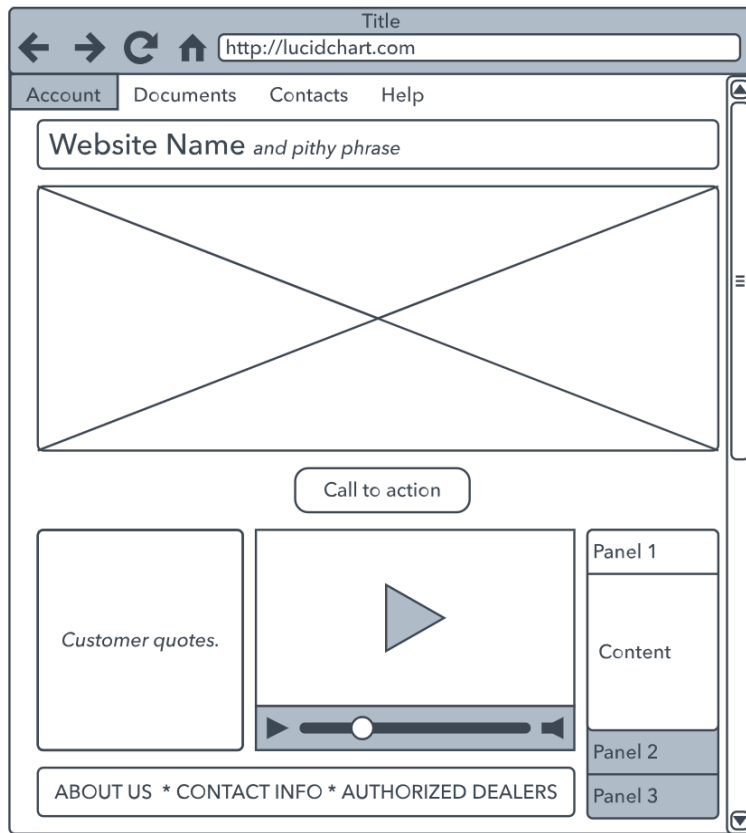 Title
http://lucidchart.com
Account Documents Contacts Help
Website Name and pithy phrase
Call to action
Customer quotes.
Panel 1
Content
Panel 2
Panel 3
ABOUT US * CONTACT INFO * AUTHORIZED DEALERS